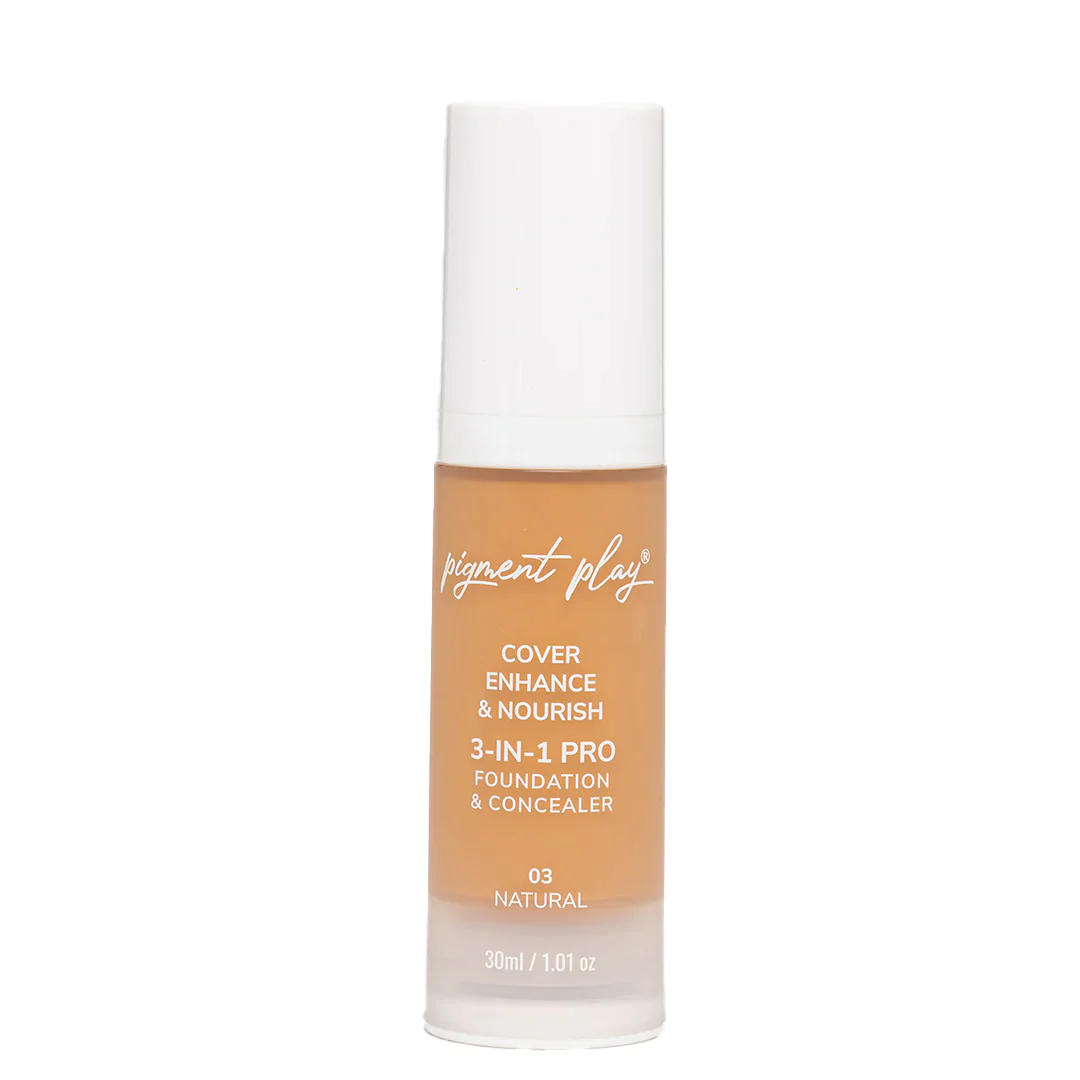 pigment play®
COVER
ENHANCE
& NOURISH
3-IN-1 PRO
FOUNDATION
& CONCEALER
03
NATURAL
30ml / 1.01 oz